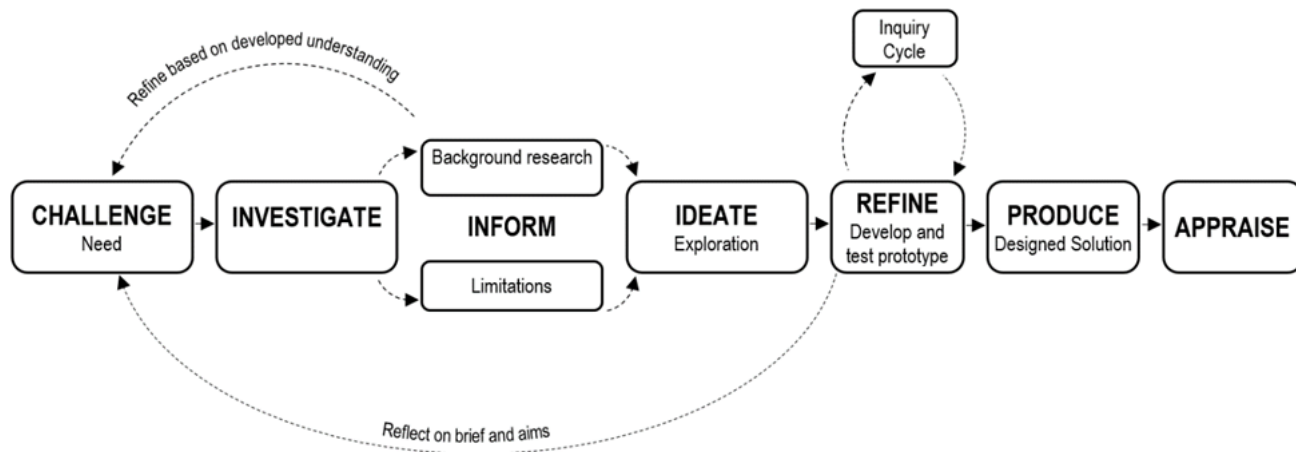 Refine based on developed understanding
Inquiry
Cycle
CHALLENGE
Need
INVESTIGATE
Background research
INFORM
Limitations
IDEATE
Exploration
REFINE
Develop and
test prototype
PRODUCE
Designed Solution
APPRAISE
Reflect on brief and aims